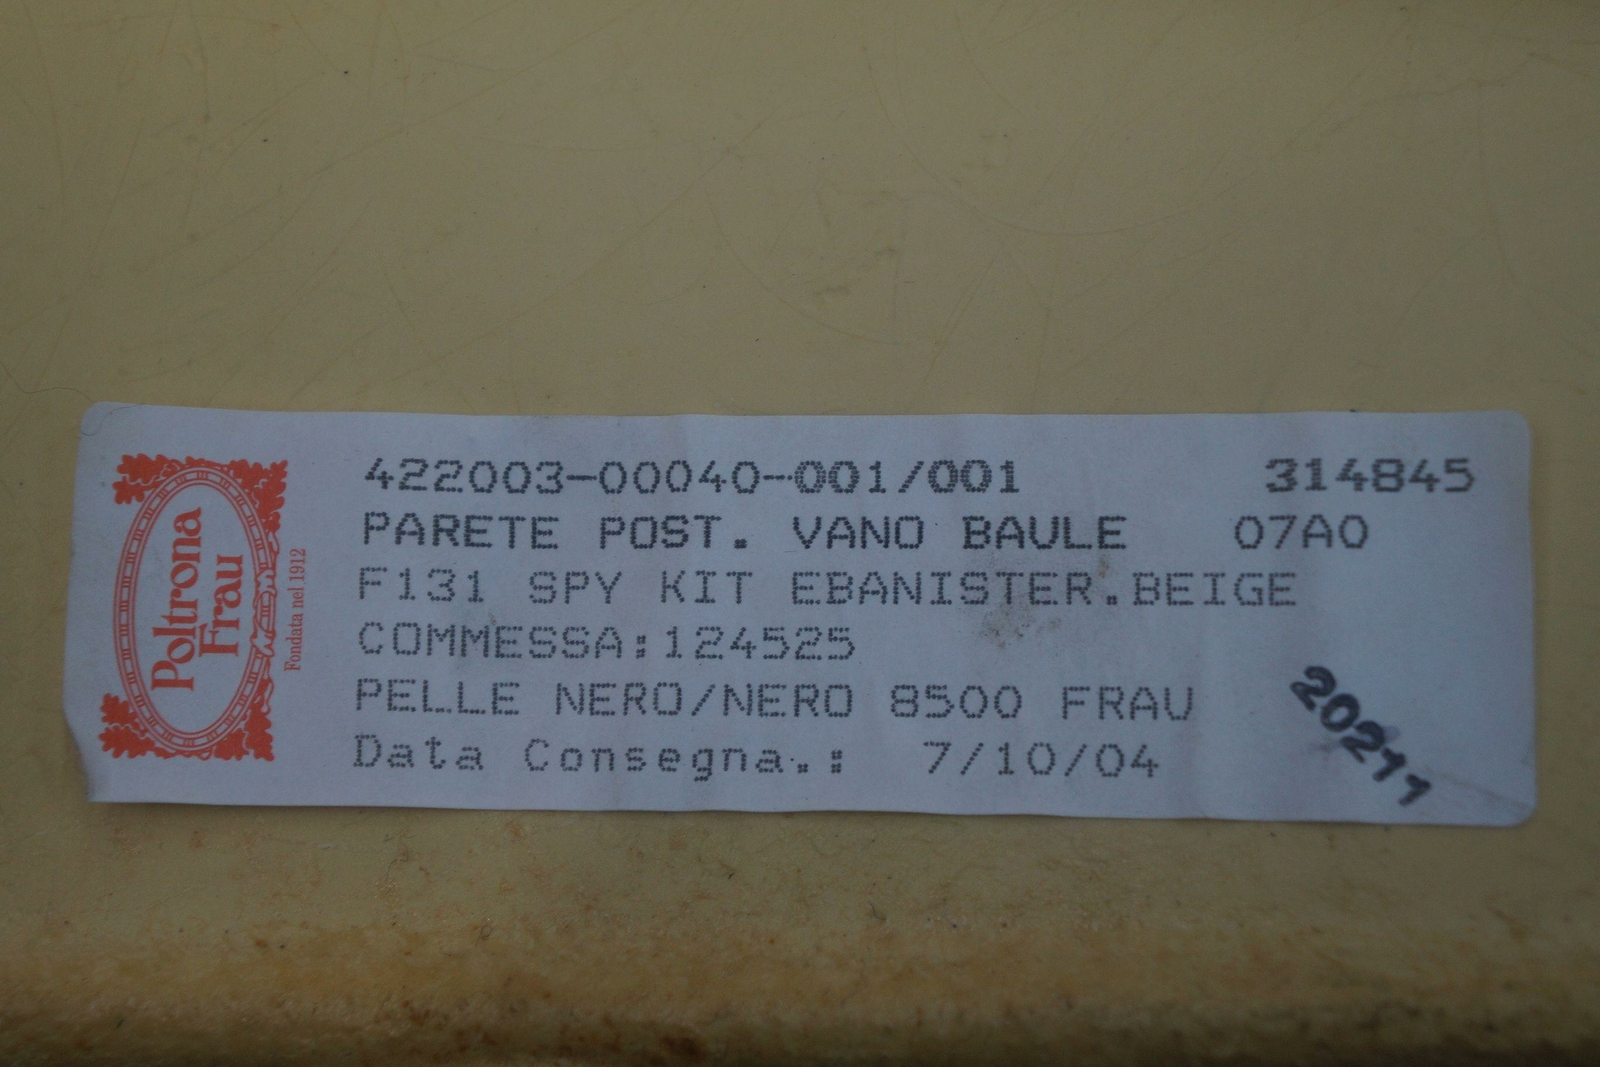 Poltrona
Frau
Fondata nel 1912
422003-00040-001/001 314845
PARETE POST. VANO BAULE 07A0
F131 SPY KIT EBANISTER.BEIGE
COMMESSA:124525
PELLE NERO/NERO 8500 FRAU
Data Consegna.: 7/10/04
20211